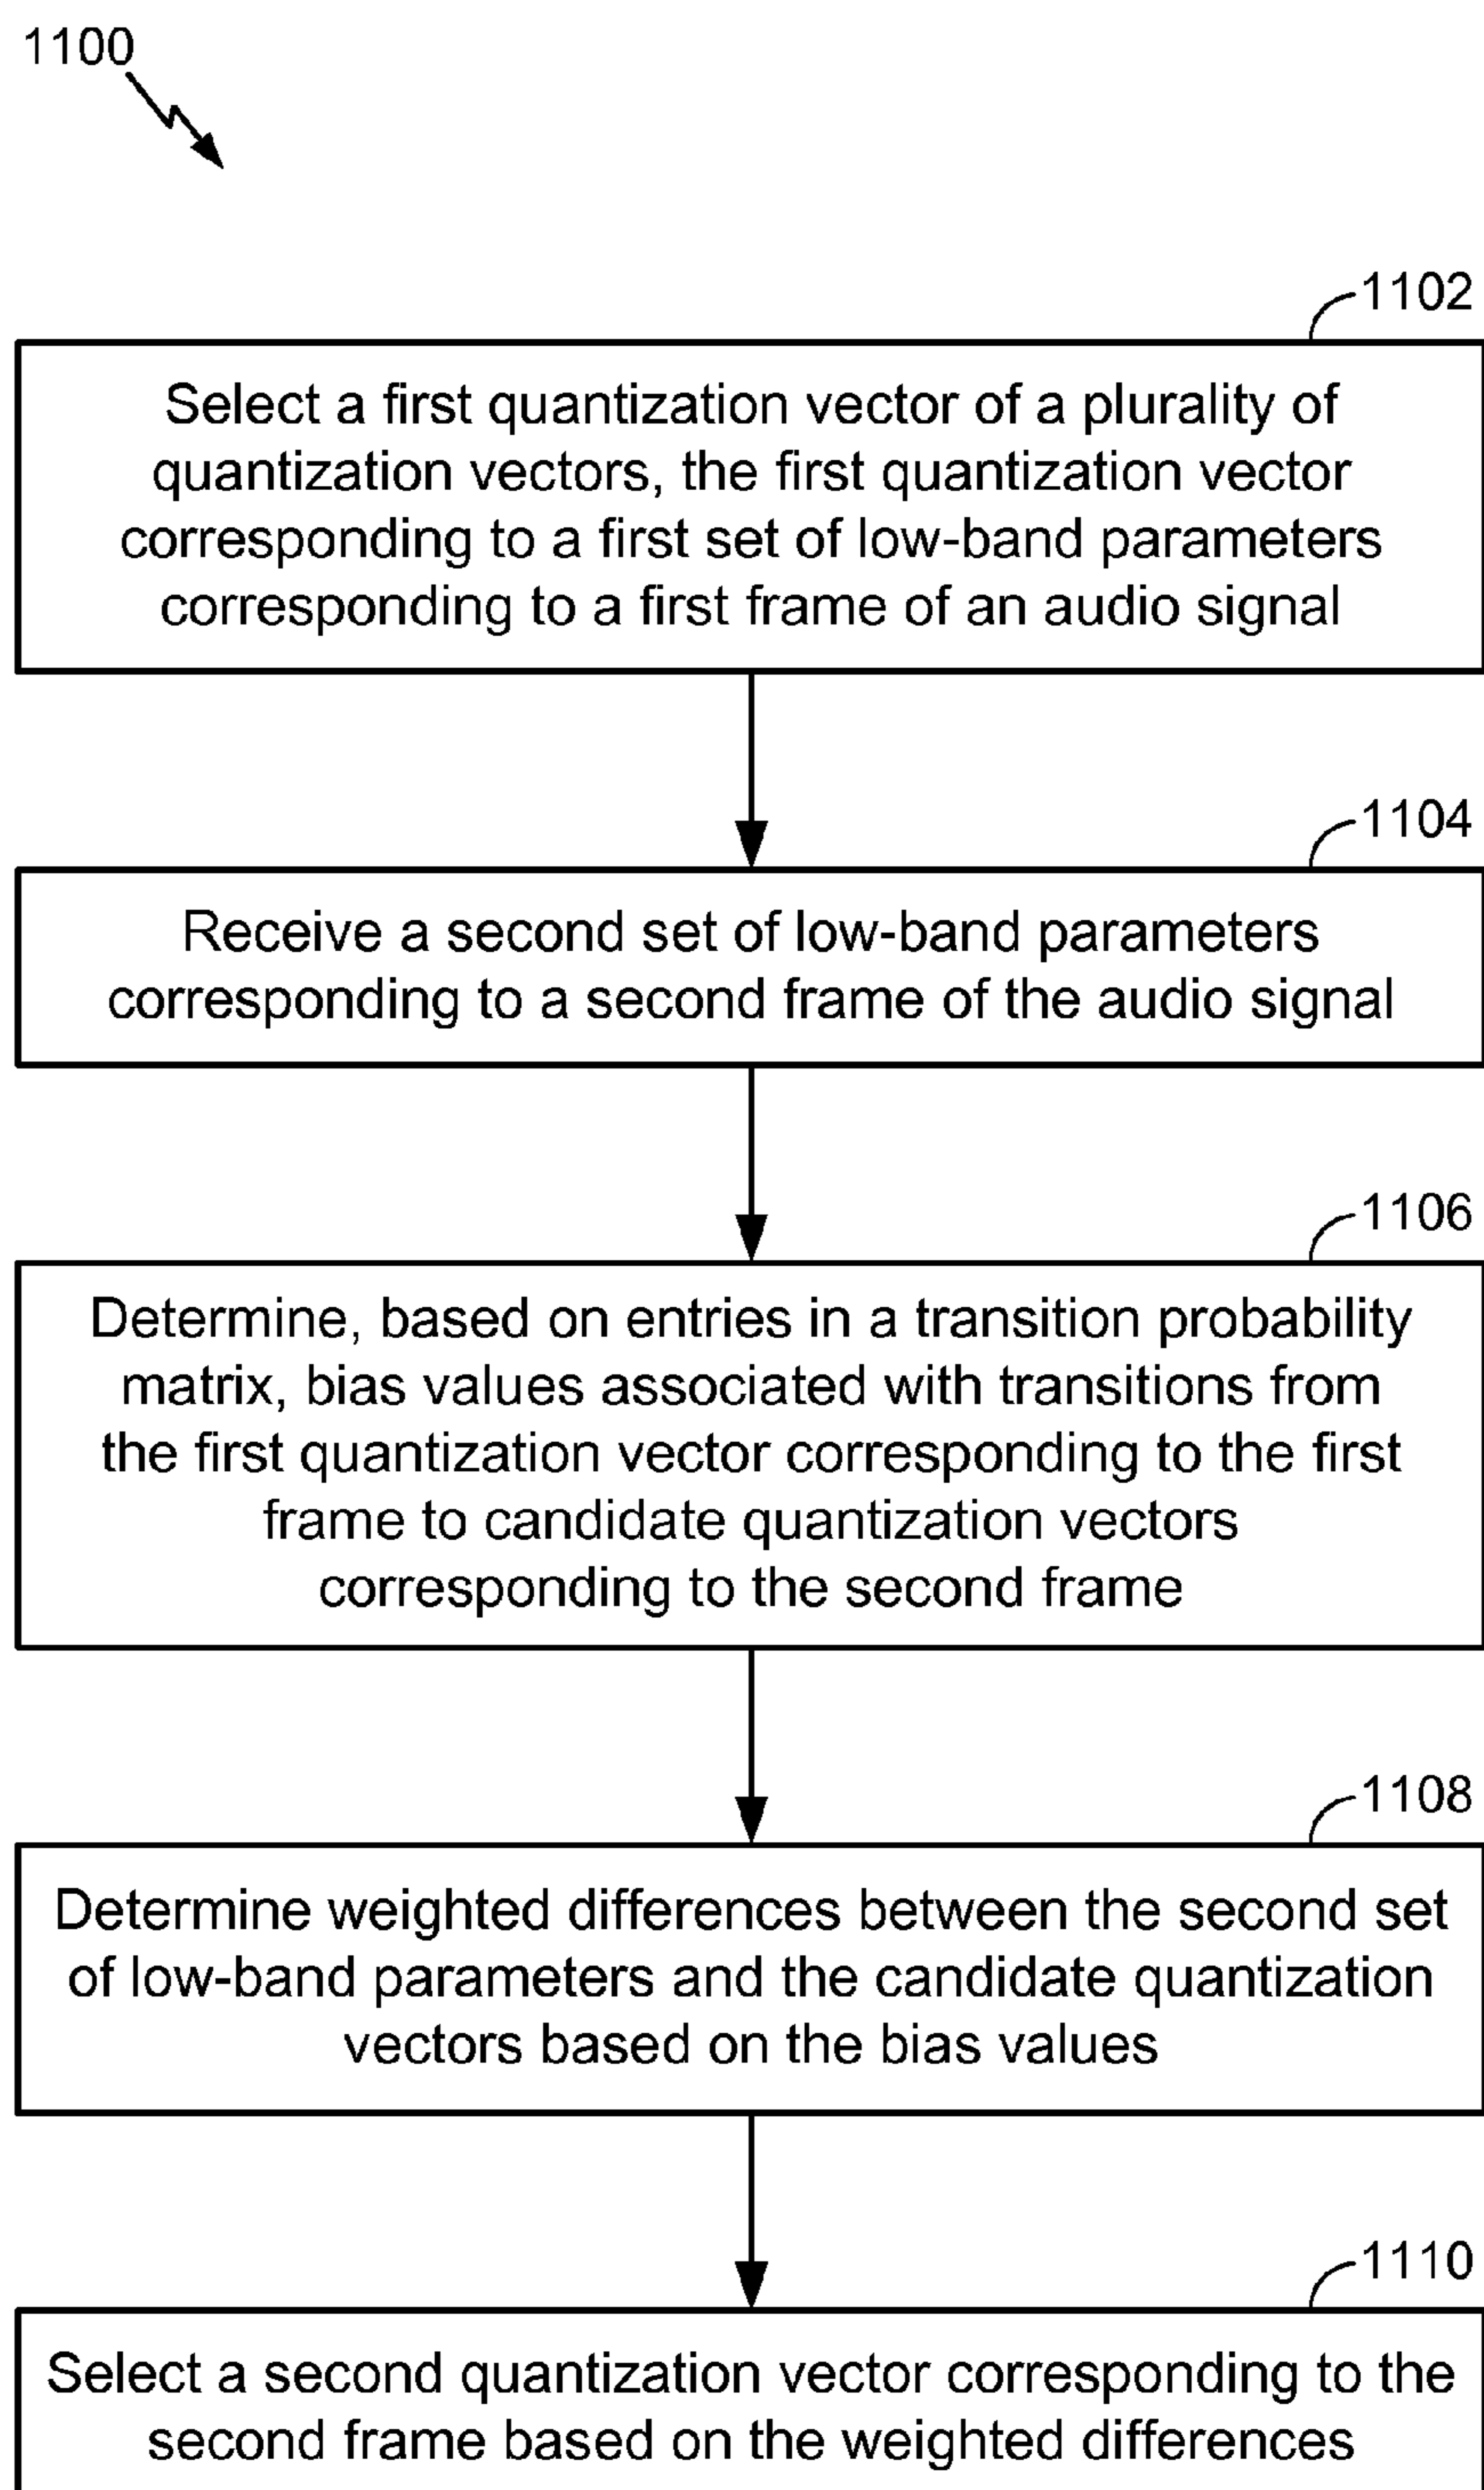 1100
1102
Select a first quantization vector of a plurality of
quantization vectors, the first quantization vector
corresponding to a first set of low-band parameters
corresponding to a first frame of an audio signal
1104
Receive a second set of low-band parameters
corresponding to a second frame of the audio signal
1106
Determine, based on entries in a transition probability
matrix, bias values associated with transitions from
the first quantization vector corresponding to the first
frame to candidate quantization vectors
corresponding to the second frame
1108
Determine weighted differences between the second set
of low-band parameters and the candidate quantization
vectors based on the bias values
1110
Select a second quantization vector corresponding to the
second frame based on the weighted differences